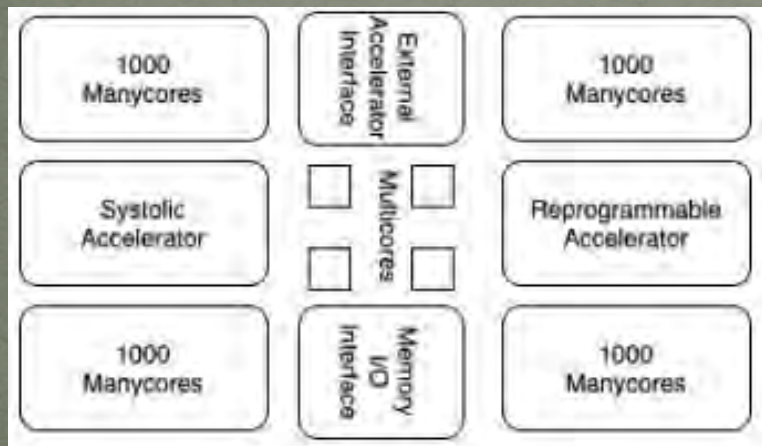 1000
Manycores
External
Accelerator
Interface
1000
Manycores
Systolic
Accelerator
Multicores
Reprogrammable
Accelerator
1000
Manycores
Memory
I/O
Interface
1000
Manycores